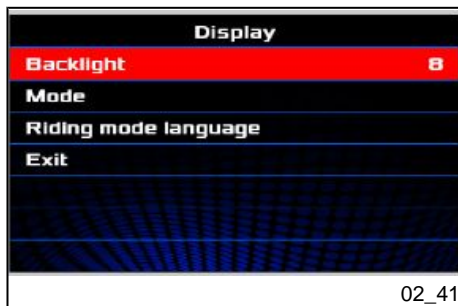 Display
Backlight 8
Mode
Riding mode language
Exit
02_41